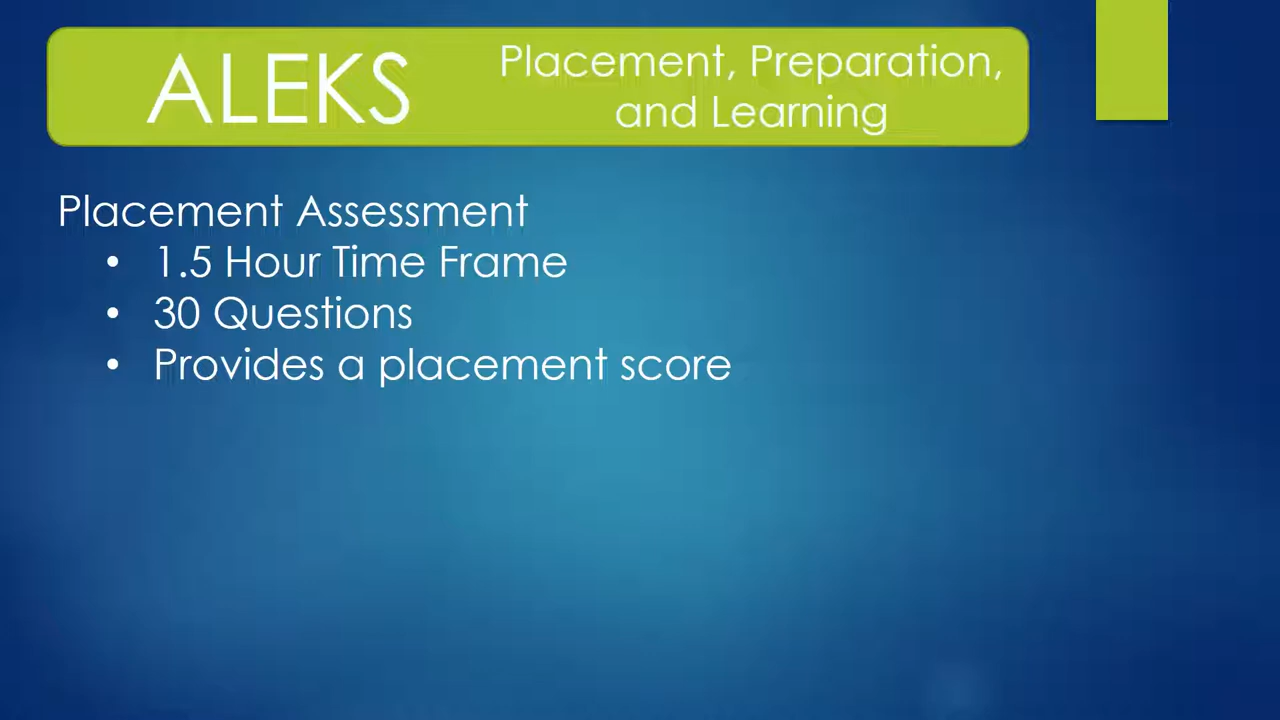 ALEKS
Placement, Preparation,
and Learning
Placement Assessment
• 1.5 Hour Time Frame
• 30 Questions
• Provides a placement score